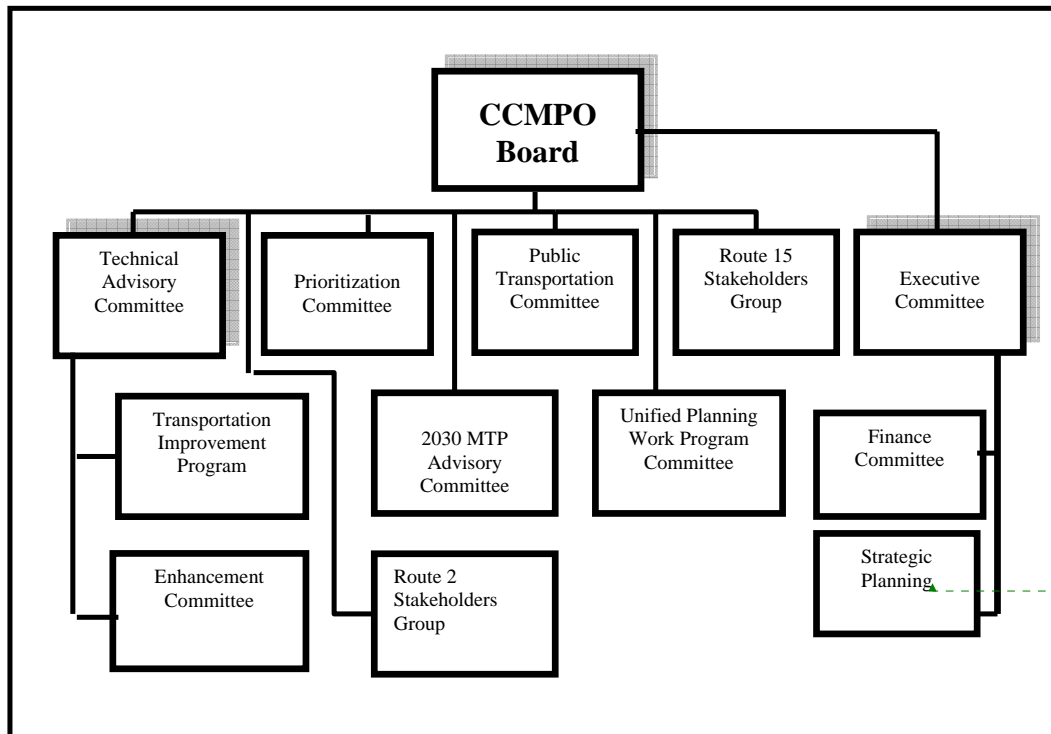 CCMPO
Board
Technical
Advisory
Committee
Prioritization
Committee
Public
Transportation
Committee
Route 15
Stakeholders
Group
Executive
Committee
Transportation
Improvement
Program
2030 MTP
Advisory
Committee
Unified Planning
Work Program
Committee
Finance
Committee
Enhancement
Committee
Route 2
Stakeholders
Group
Strategic
Planning